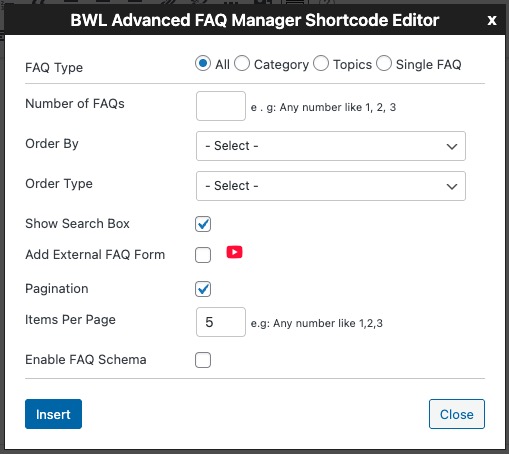 BWL Advanced FAQ Manager Shortcode Editor x
FAQ Type All Category Topics Single FAQ
Number of FAQs e . g: Any number like 1, 2, 3
Order By - Select -
Order Type - Select -
Show Search Box
Add External FAQ Form
Pagination
Items Per Page 5 e.g: Any number like 1,2,3
Enable FAQ Schema
Insert Close